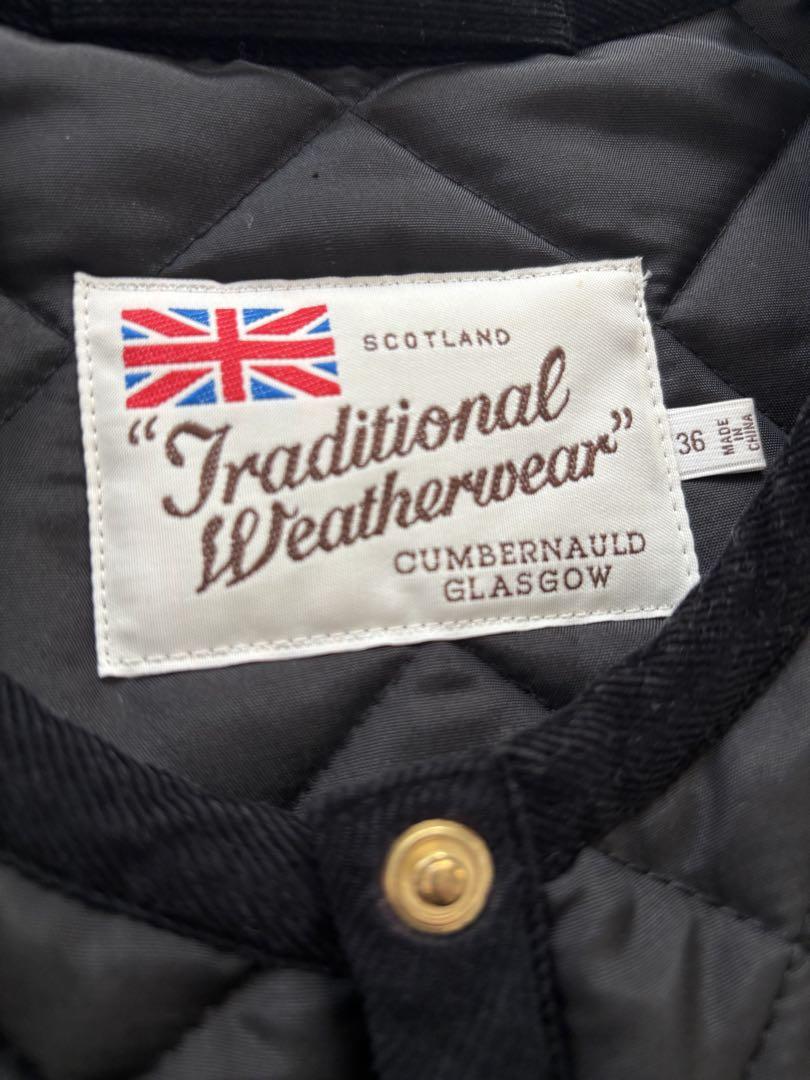 SCOTLAND
“Traditional
Weatherwear”
CUMBERNAULD
GLASGOW
36
MADE
IN
CHINA